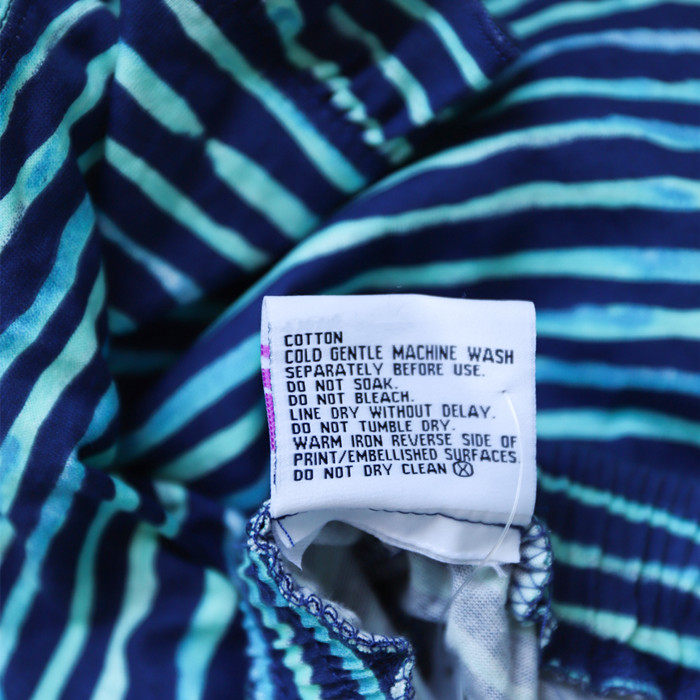 COTTON
COLD GENTLE MACHINE WASH
SEPARATELY BEFORE USE.
DO NOT SOAK.
DO NOT BLEACH.
LINE DRY WITHOUT DELAY.
DO NOT TUMBLE DRY.
WARM IRON REVERSE SIDE OF
PRINT/EMBELLISHED SURFACES.
DO NOT DRY CLEAN